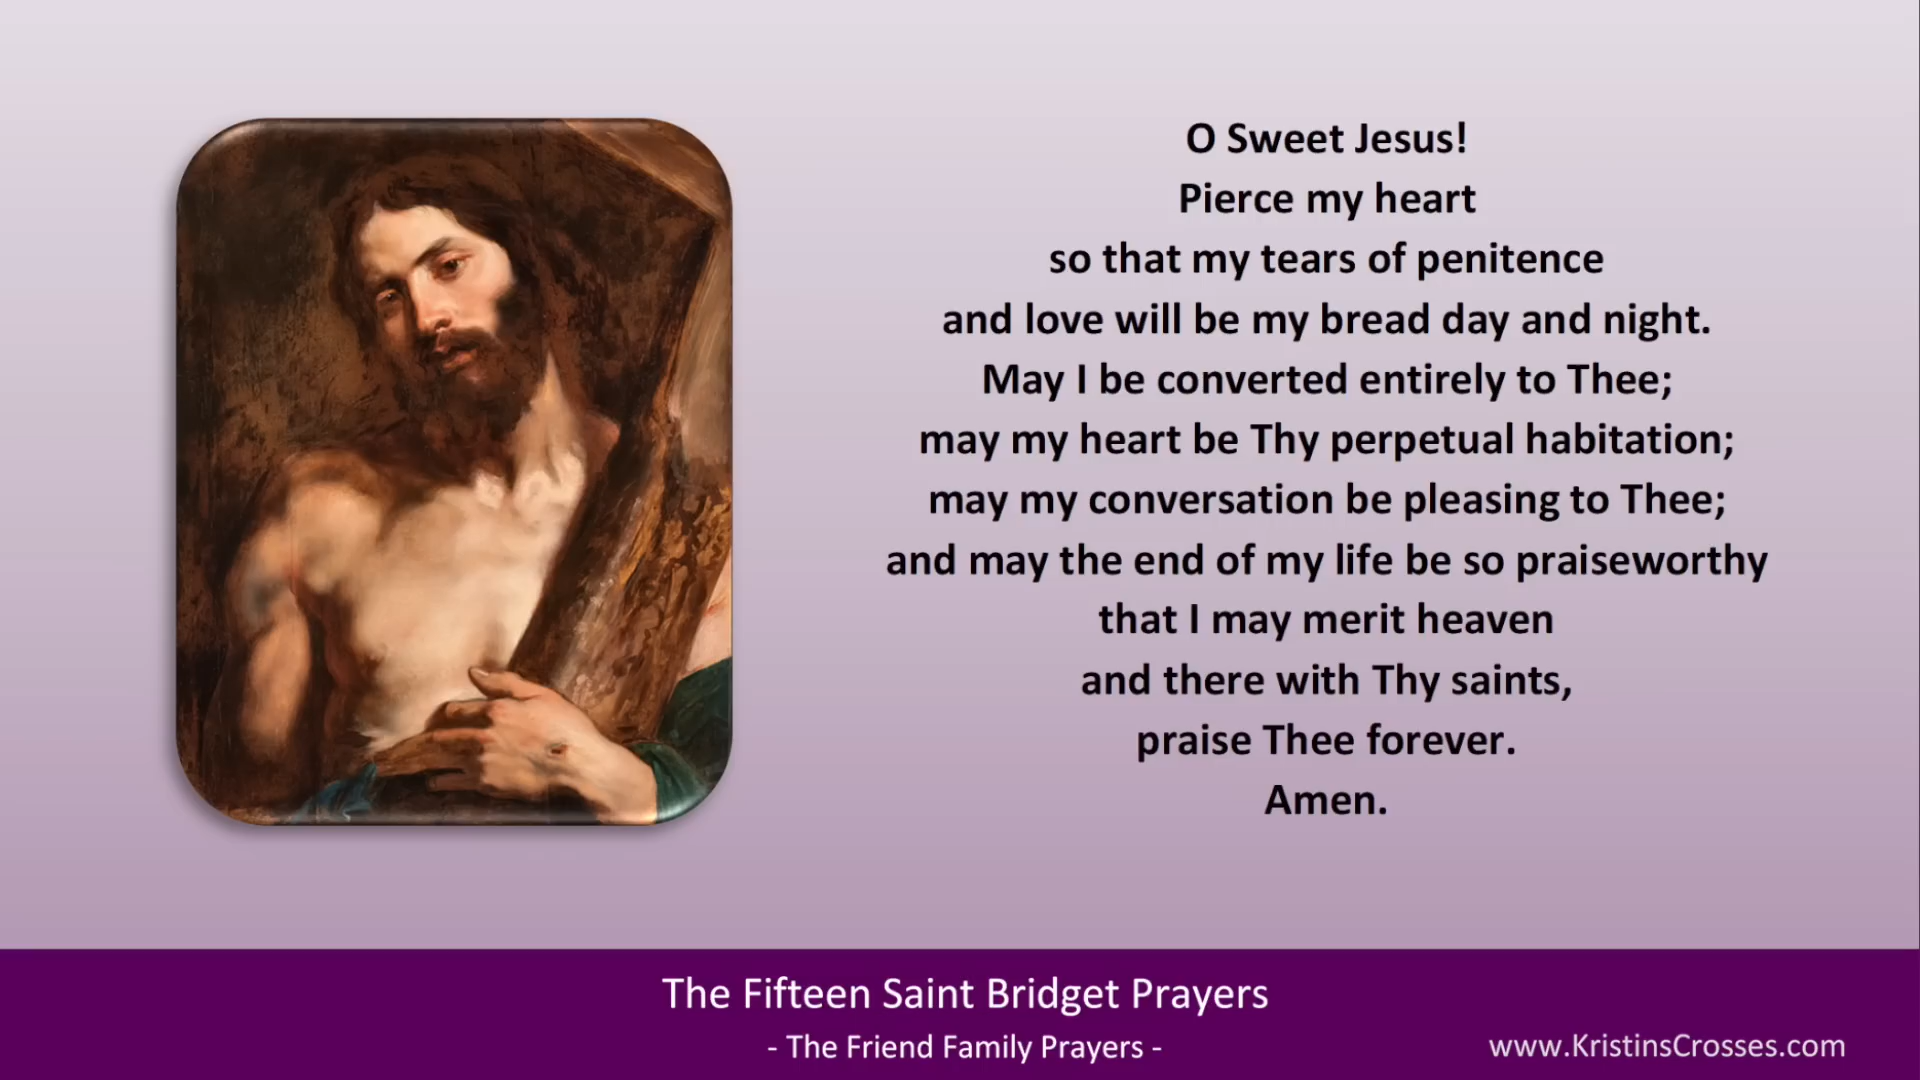 O Sweet Jesus!
Pierce my heart
so that my tears of penitence
and love will be my bread day and night.
May I be converted entirely to Thee;
may my heart be Thy perpetual habitation;
may my conversation be pleasing to Thee;
and may the end of my life be so praiseworthy
that I may merit heaven
and there with Thy saints,
praise Thee forever.
Amen.
The Fifteen Saint Bridget Prayers
- The Friend Family Prayers -
www.KristinsCrosses.com